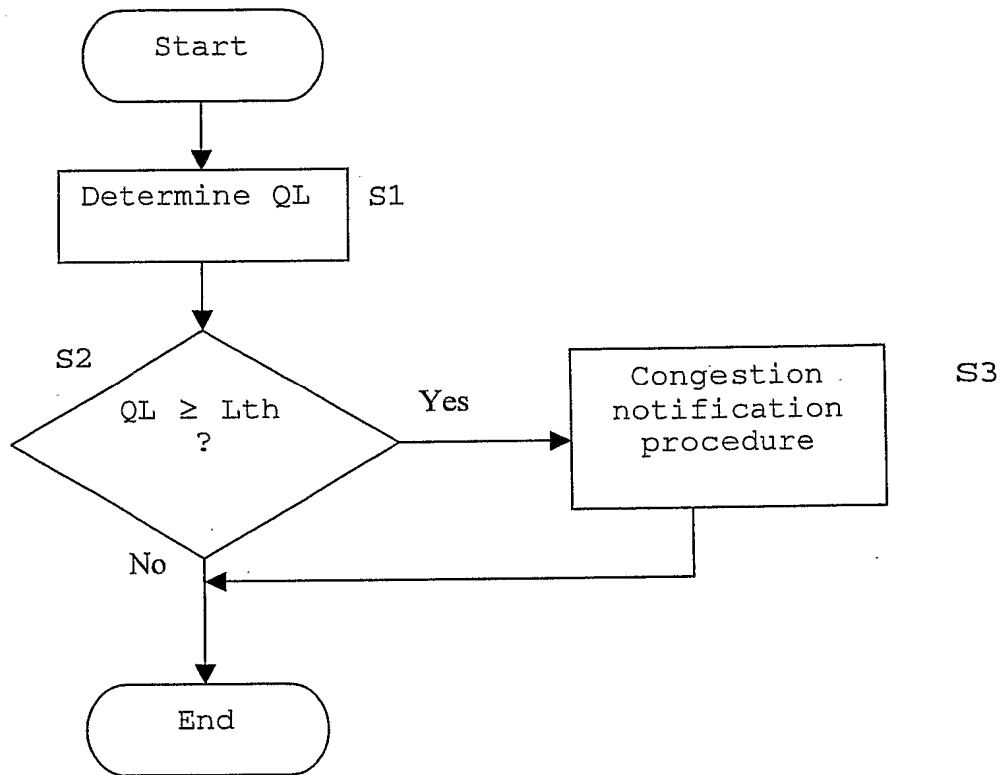 Start
Determine QL
S1
S2
QL ≥ Lth
?
Yes
Congestion
notification
procedure
S3
No
End